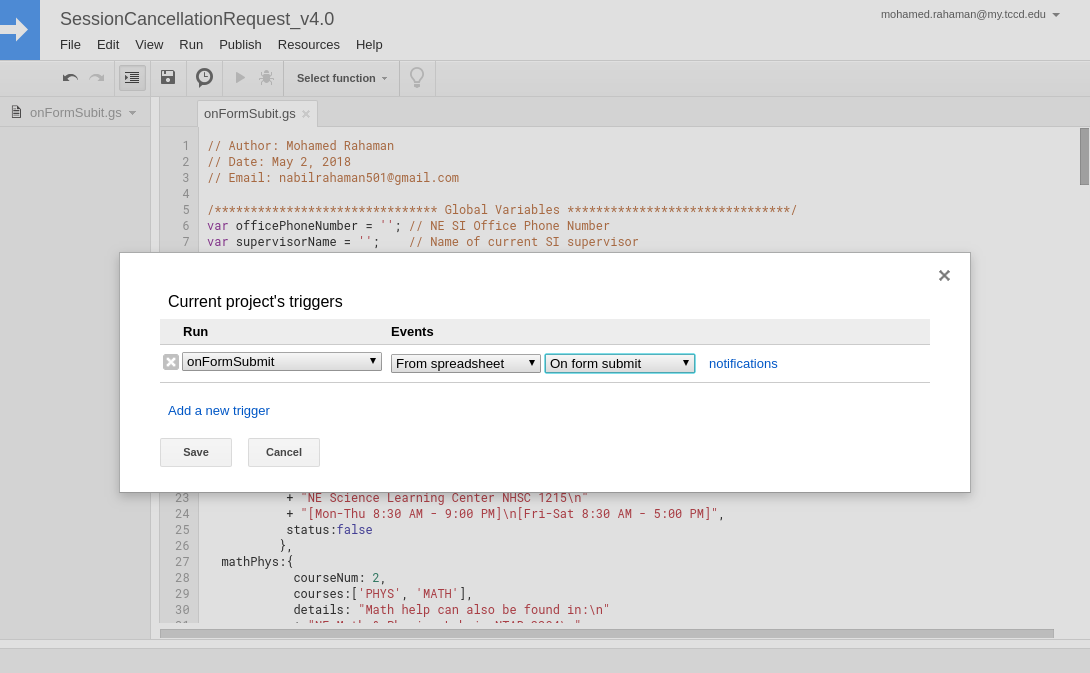 SessionCancellationRequest_v4.0
mohamed.rahaman@my.tccd.edu
File Edit View Run Publish Resources Help
Select function
onFormSubit.gs
onFormSubit.gs
1 // Author: Mohamed Rahaman
2 // Date: May 2, 2018
3 // Email: nabilrahaman501@gmail.com
4
5 /******************************* Global Variables *******************************/
6 var officePhoneNumber = ''; // NE SI Office Phone Number
7 var supervisorName = ''; // Name of current SI supervisor
Current project's triggers
Run Events
onFormSubmit From spreadsheet On form submit notifications
Add a new trigger
Save Cancel
23 + "NE Science Learning Center NHSC 1215\n"
24 + "[Mon-Thu 8:30 AM - 9:00 PM]\n[Fri-Sat 8:30 AM - 5:00 PM]",
25 status:false
26 },
27 mathPhys:{
28 courseNum: 2,
29 courses:['PHYS', 'MATH'],
30 details: "Math help can also be found in:\n"